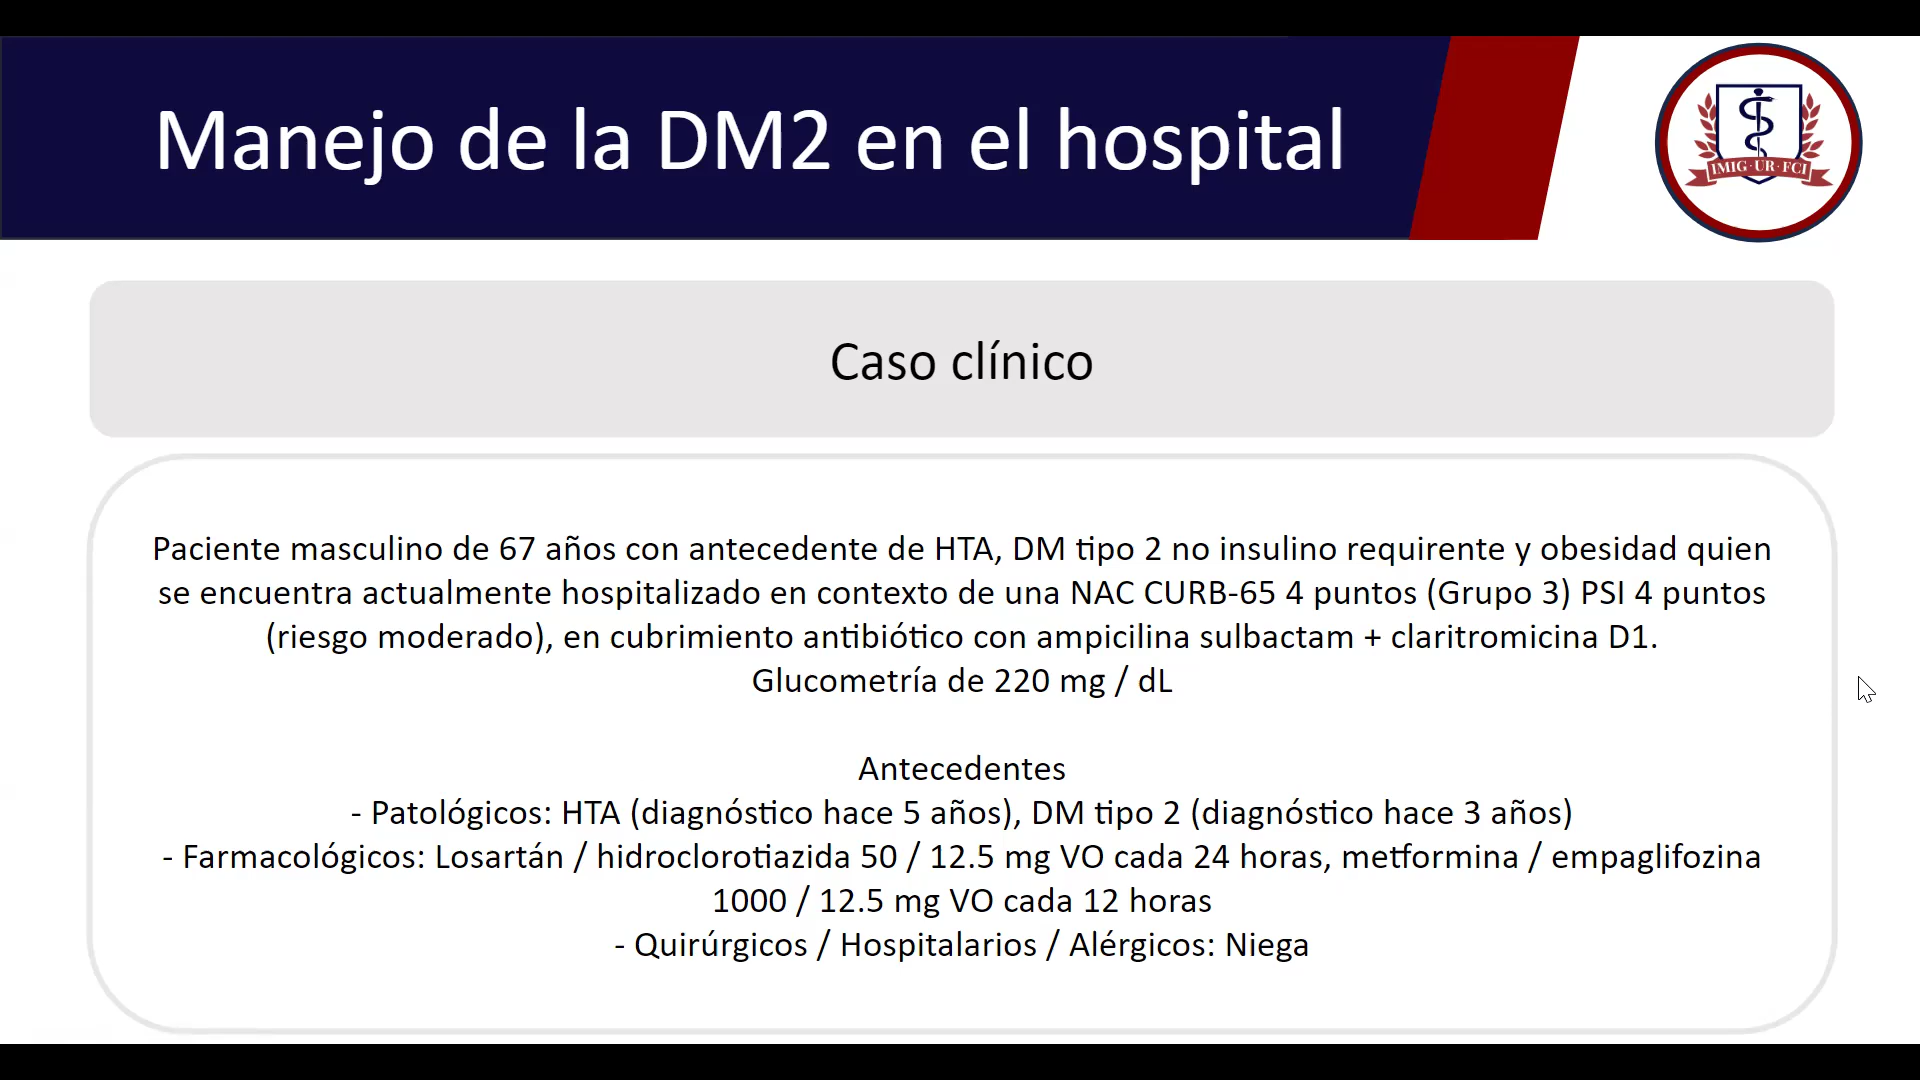 Manejo de la DM2 en el hospital
IMIG·UR·FCI
Caso clínico
Paciente masculino de 67 años con antecedente de HTA, DM tipo 2 no insulino requirente y obesidad quien
se encuentra actualmente hospitalizado en contexto de una NAC CURB-65 4 puntos (Grupo 3) PSI 4 puntos
(riesgo moderado), en cubrimiento antibiótico con ampicilina sulbactam + claritromicina D1.
Glucometría de 220 mg / dL
Antecedentes
- Patológicos: HTA (diagnóstico hace 5 años), DM tipo 2 (diagnóstico hace 3 años)
- Farmacológicos: Losartán / hidroclorotiazida 50 / 12.5 mg VO cada 24 horas, metformina / empaglifozina
1000 / 12.5 mg VO cada 12 horas
- Quirúrgicos / Hospitalarios / Alérgicos: Niega